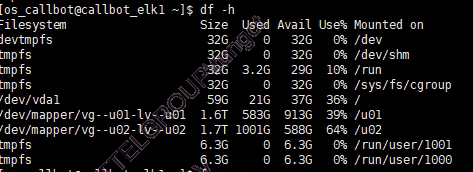 [os_callbot@callbot_elk1 ~]$ df -h
Filesystem Size Used Avail Use% Mounted on
devtmpfs 32G 0 32G 0% /dev
tmpfs 32G 0 32G 0% /dev/shm
tmpfs 32G 3.2G 29G 10% /run
tmpfs 32G 0 32G 0% /sys/fs/cgroup
/dev/vda1 59G 21G 37G 36% /
/dev/mapper/vg--u01-lv--u01 1.6T 583G 913G 39% /u01
/dev/mapper/vg--u02-lv--u02 1.7T 1001G 588G 64% /u02
tmpfs 6.3G 0 6.3G 0% /run/user/1001
tmpfs 6.3G 0 6.3G 0% /run/user/1000